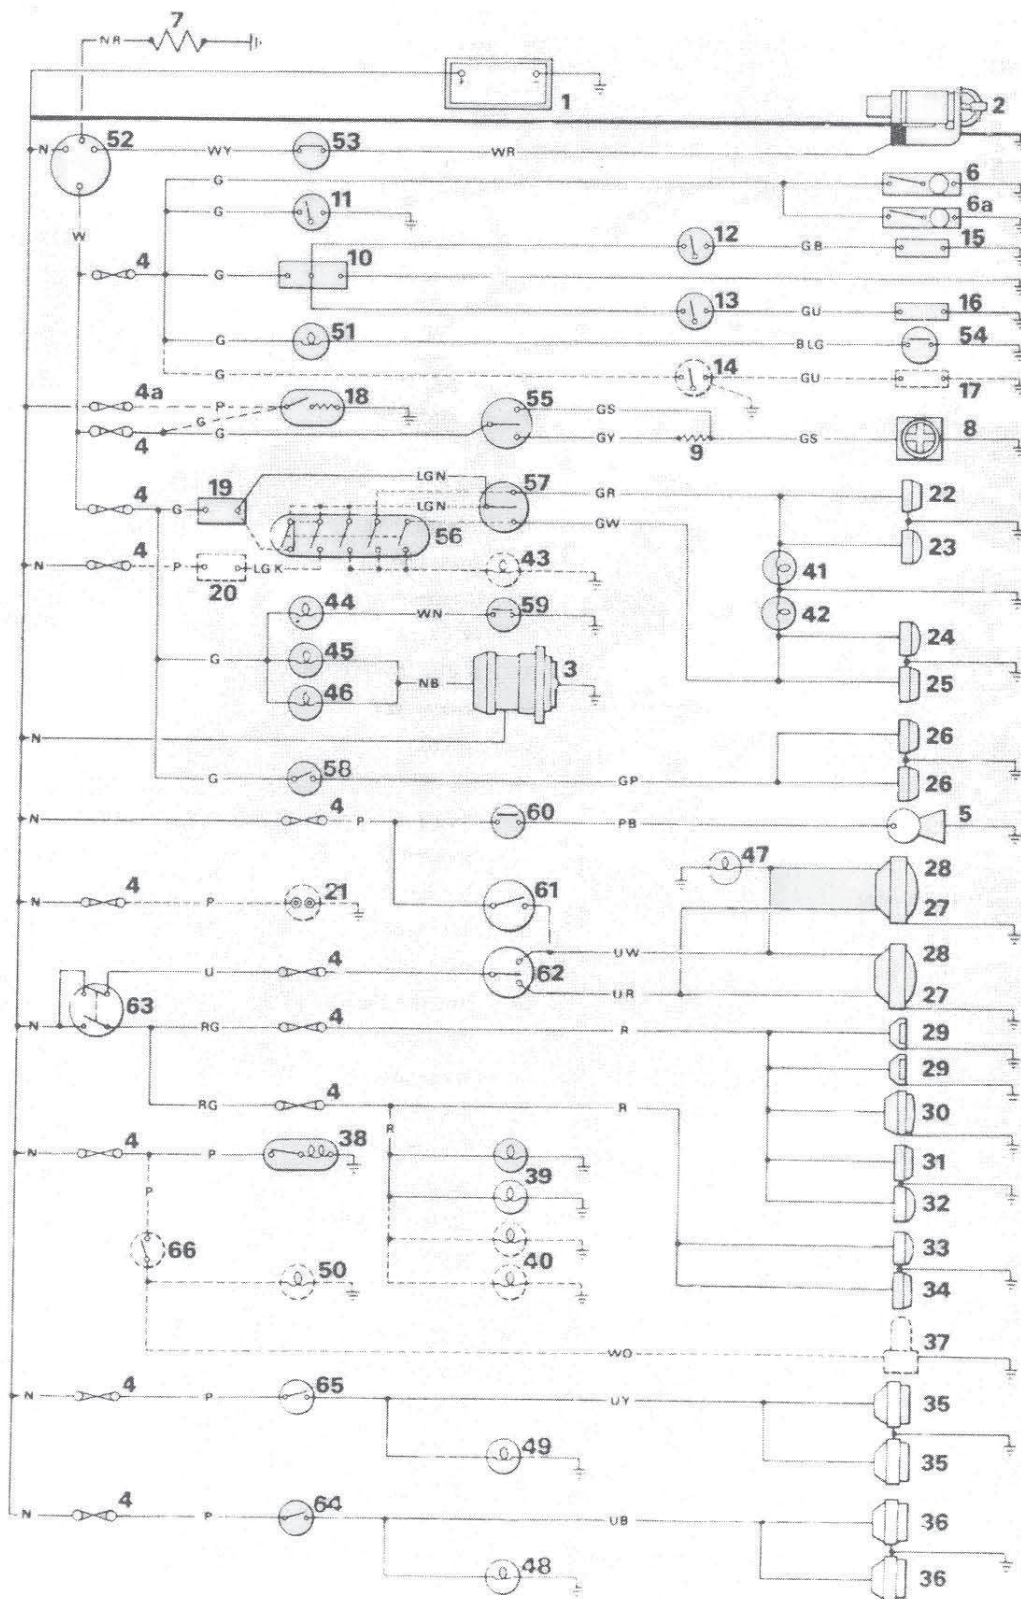 7
NR
1
2
52
N
WY
53
WR
G
6
11
G
6a
W
12
GB
15
4
G
10
13
GU
16
51
G
BLG
54
14
G
GU
17
4a
P
18
55
GS
G
G
GY
GS
8
4
9
LGN
57
4
19
GR
22
G
LGN
GW
56
23
4
43
N
P
LGK
41
20
44
WN
59
42
24
45
3
G
NB
46
25
26
N
58
G
GP
26
4
N
P
60
PB
5
47
28
4
21
61
N
P
27
UW
28
U
4
62
UR
27
63
4
N
RG
R
29
29
4
RG
R
30
R
4
38
N
P
31
39
P
32
66
33
50
40
34
37
WO
4
65
N
P
UY
35
49
35
4
64
N
P
UB
36
48
36